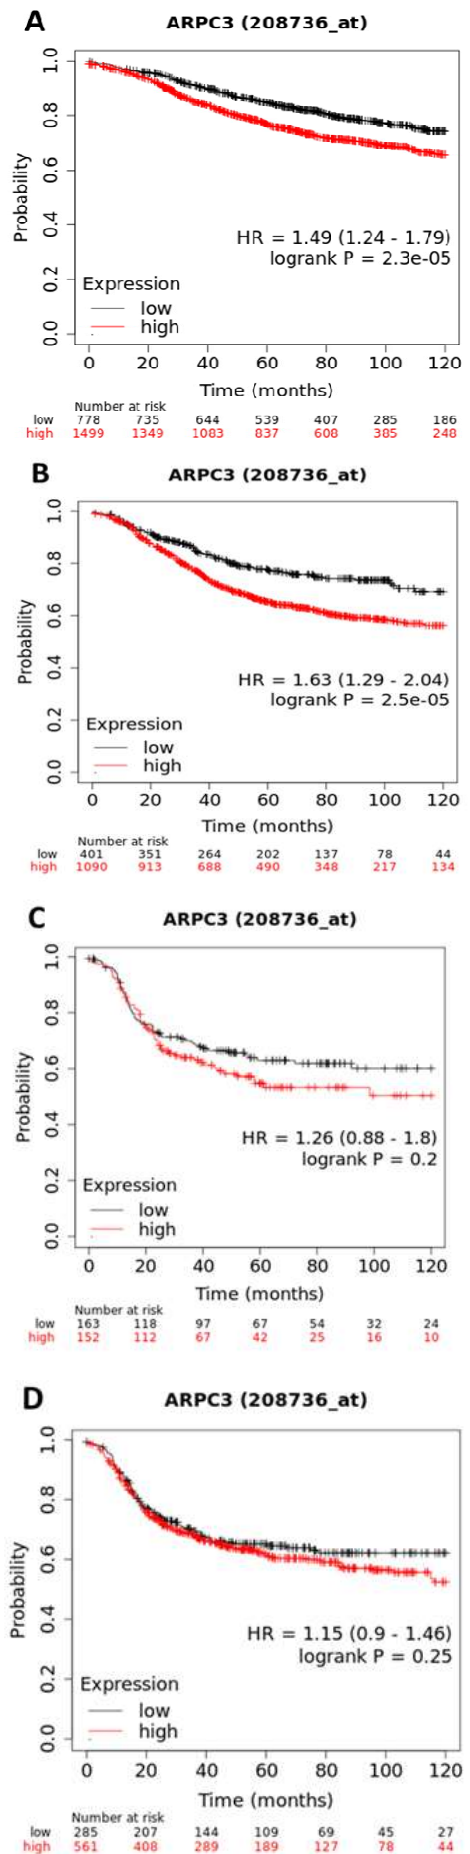 A
ARPC3 (208736_at)
Probability
0.0 0.2 0.4 0.6 0.8 1.0
HR = 1.49 (1.24 - 1.79)
logrank P = 2.3e-05
Expression
low
high
0 20 40 60 80 100 120
Time (months)
Number at risk
low 778 735 644 539 407 285 186
high 1499 1349 1083 837 608 385 248
B
ARPC3 (208736_at)
Probability
0.0 0.2 0.4 0.6 0.8 1.0
HR = 1.63 (1.29 - 2.04)
logrank P = 2.5e-05
Expression
low
high
0 20 40 60 80 100 120
Time (months)
Number at risk
low 401 351 264 202 137 78 44
high 1090 913 688 490 348 217 134
C
ARPC3 (208736_at)
Probability
0.0 0.2 0.4 0.6 0.8 1.0
HR = 1.26 (0.88 - 1.8)
logrank P = 0.2
Expression
low
high
0 20 40 60 80 100 120
Time (months)
Number at risk
low 163 118 97 67 54 32 24
high 152 112 67 42 25 16 10
D
ARPC3 (208736_at)
Probability
0.0 0.2 0.4 0.6 0.8 1.0
HR = 1.15 (0.9 - 1.46)
logrank P = 0.25
Expression
low
high
0 20 40 60 80 100 120
Time (months)
Number at risk
low 285 207 144 109 69 45 27
high 561 408 289 189 127 78 44